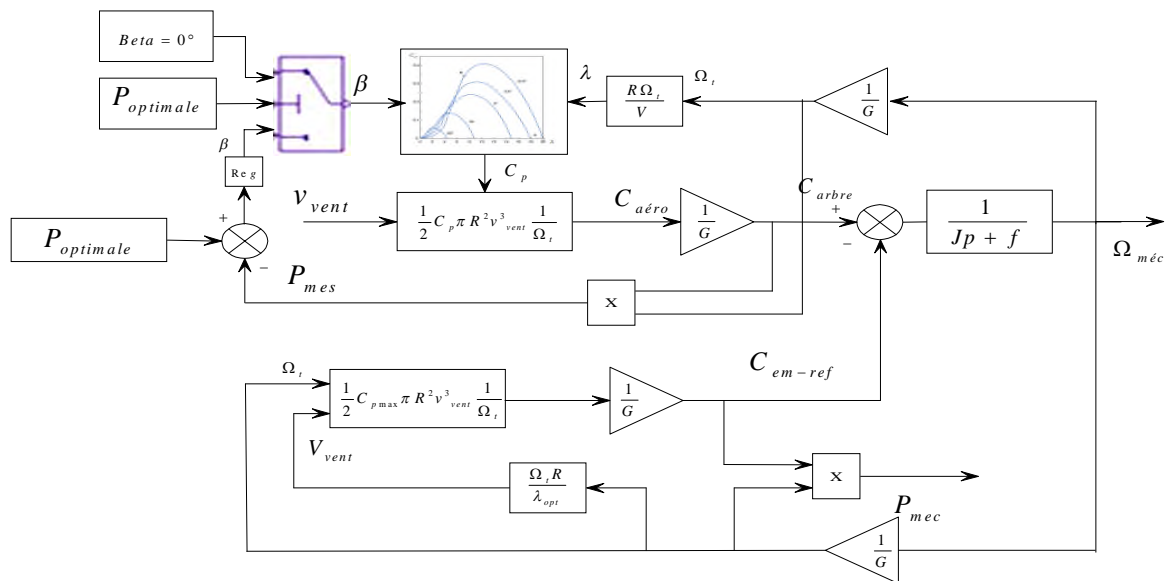 Beta = 0°
P optimale
β
Reg
β
λ
RΩ_t / V
Ω_t
1/G
C_p
v_vent
1/2 C_p π R² v³_vent 1/Ω_t
C_aéro
1/G
C_arbre
+
−
1 / (Jp + f)
Ω_méc
P optimale
+
−
P_mes
X
Ω_t
1/2 C_pmax π R² v³_vent 1/Ω_t
1/G
C_em−ref
V_vent
Ω_t R / λ_opt
X
P_mec
1/G